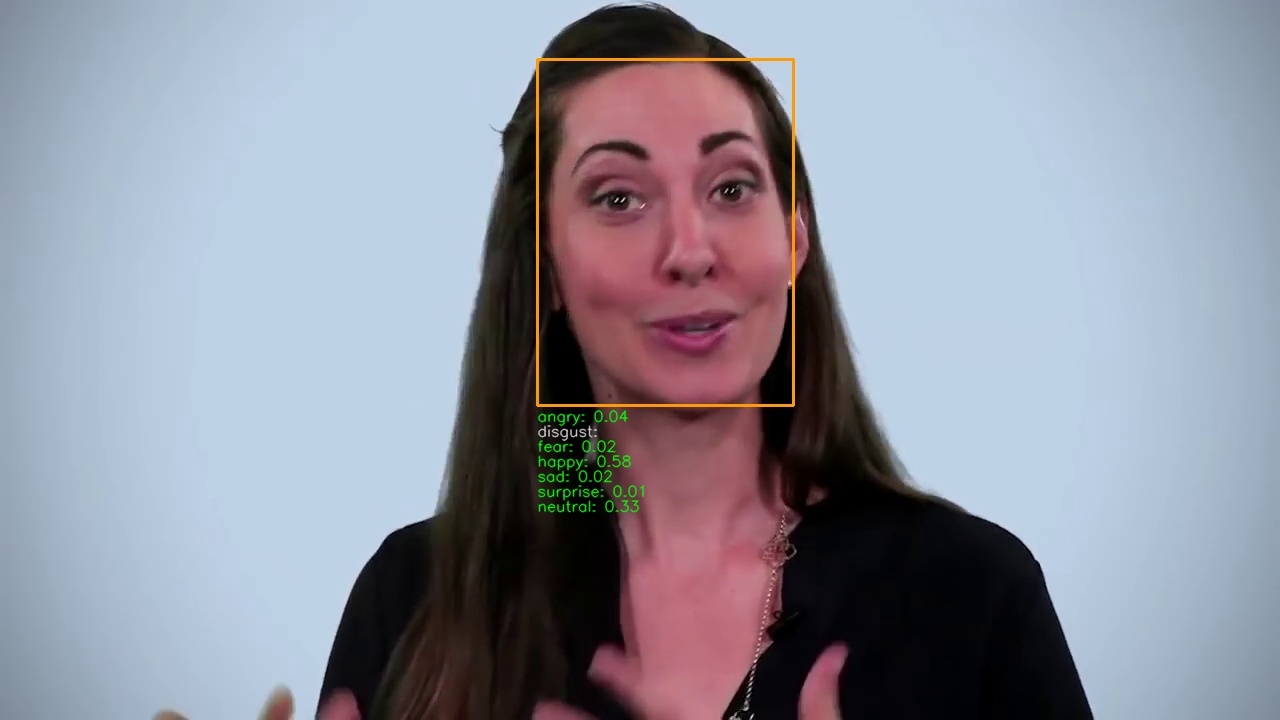 angry: 0.04
disgust:
fear: 0.02
happy: 0.58
sad: 0.02
surprise: 0.01
neutral: 0.33